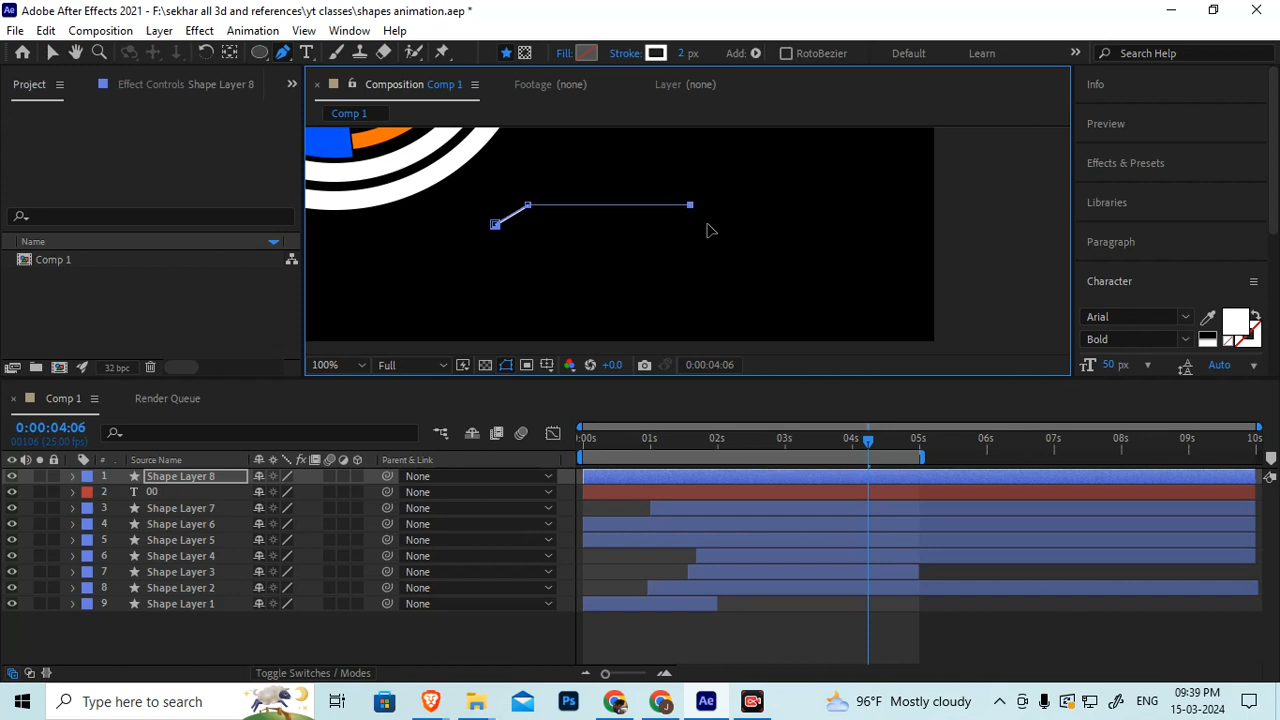 Ae Adobe After Effects 2021 - E:\sekhar all 3d and references\yt classes\shapes animation.aep *
File Edit Composition Layer Effect Animation View Window Help
Fill: Stroke: 2 px Add: RotoBezier Default Learn Search Help
Project Effect Controls Shape Layer 8
Composition Comp 1 Footage (none) Layer (none)
Comp 1
Name
Comp 1
32 bpc
100% Full +0.0 0:00:04:06
Info
Preview
Effects & Presets
Libraries
Paragraph
Character
Arial
Bold
50 px Auto
Comp 1 Render Queue
0:00:04:06
00106 (25.00 fps)
:00s 01s 02s 03s 04s 05s 06s 07s 08s 09s 10s
# Source Name Parent & Link
1 Shape Layer 8 None
2 T 00 None
3 Shape Layer 7 None
4 Shape Layer 6 None
5 Shape Layer 5 None
6 Shape Layer 4 None
7 Shape Layer 3 None
8 Shape Layer 2 None
9 Shape Layer 1 None
Toggle Switches / Modes
Type here to search Ps Ae 96°F Mostly cloudy ENG 09:39 PM
15-03-2024